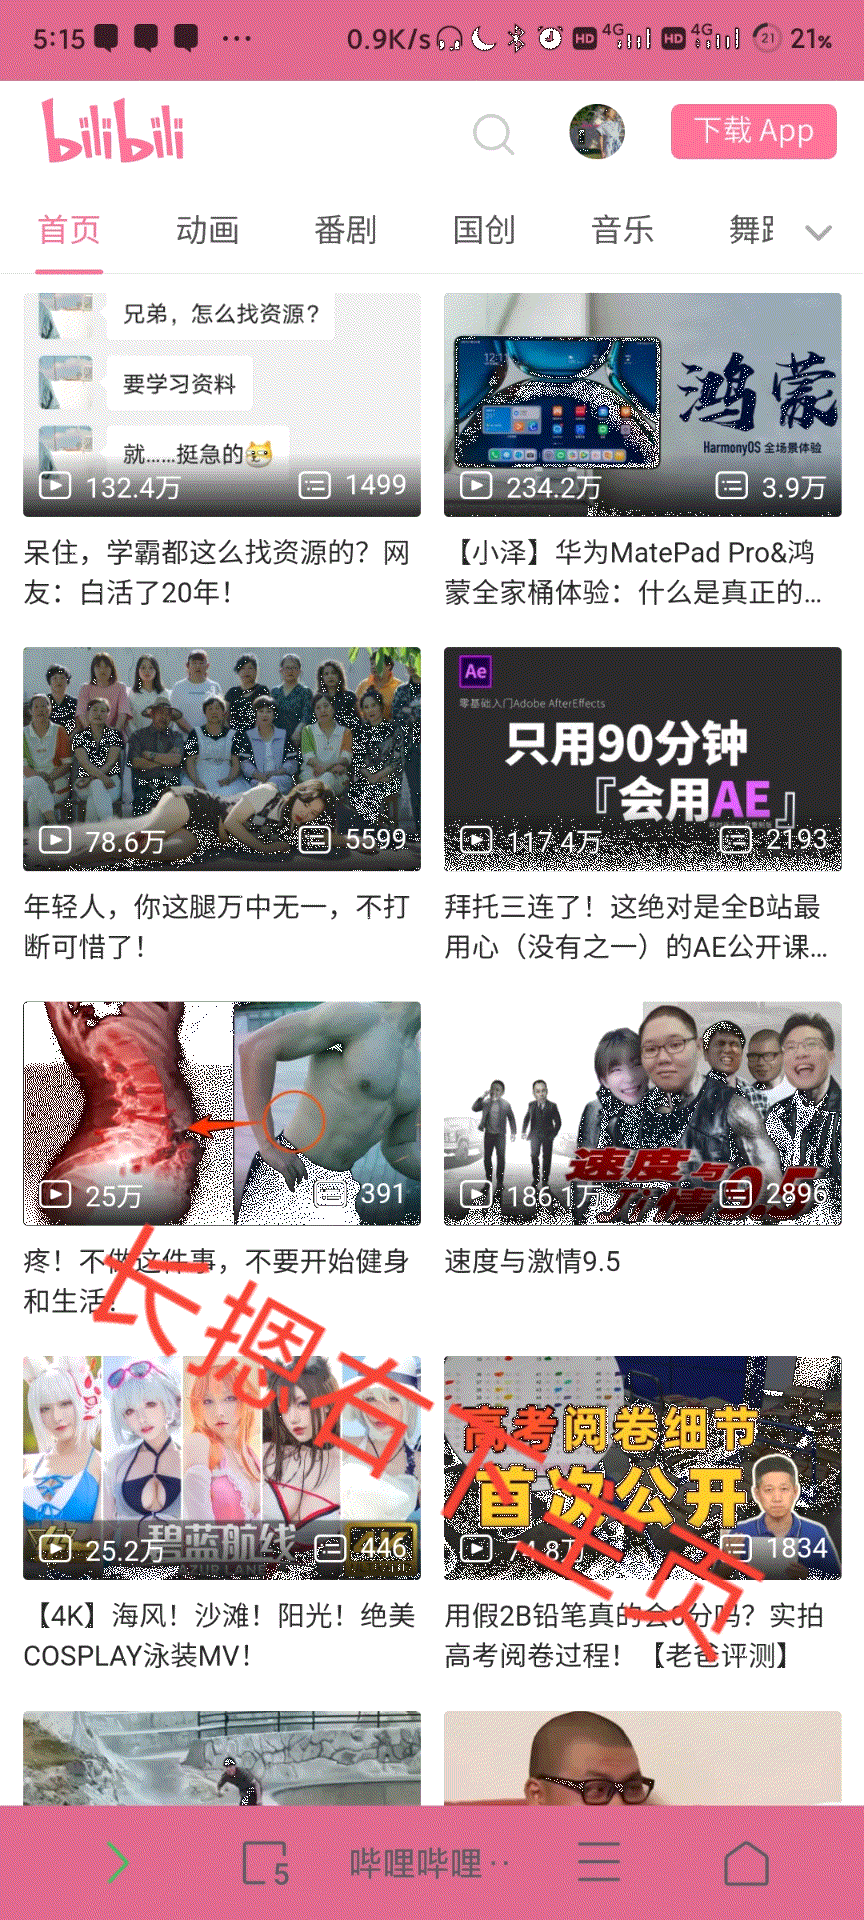 5:15 ··· 0.9K/s HD 4G HD 4G 21 21%
bilibili 下载 App
首页 动画 番剧 国创 音乐 舞
兄弟，怎么找资源？
要学习资料
就……挺急的
132.4万 1499
呆住，学霸都这么找资源的？网
友：白活了20年！
12:1
鸿蒙
HarmonyOS 全场景体验
234.2万 3.9万
【小泽】华为MatePad Pro&鸿
蒙全家桶体验：什么是真正的...
78.6万 5599
年轻人，你这腿万中无一，不打
断可惜了！
Ae
零基础入门Adobe AfterEffects
只用90分钟
『会用AE』
117.4万 2193
拜托三连了！这绝对是全B站最
用心（没有之一）的AE公开课...
25万 391
疼！不做这件事，不要开始健身
和生活！
速度与激情9.5
186.1万 2896
速度与激情9.5
长摁右下主页
碧蓝航线 4K
AZUR LANE
25.2万 446
【4K】海风！沙滩！阳光！绝美
COSPLAY泳装MV！
高考阅卷细节
首次公开
74.8万 1834
用假2B铅笔真的会0分吗？实拍
高考阅卷过程！【老爸评测】
5 哔哩哔哩··